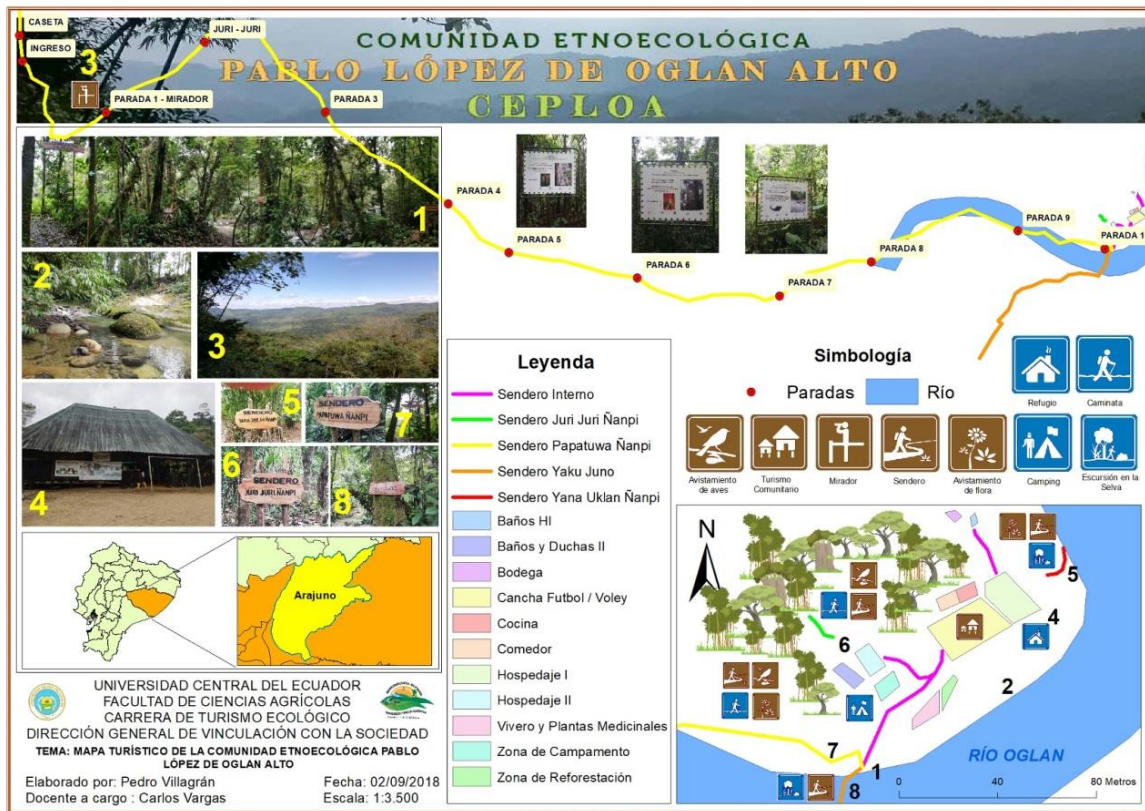 CASETA
INGRESO
3
PARADA 1 - MIRADOR
JURI - JURI
PARADA 3
COMUNIDAD ETNOECOLÓGICA
PABLO LÓPEZ DE OGLAN ALTO
CEPLOA
1
2
3
4
SENDERO
5
SENDERO
PAPATUWA ÑANPI
7
6
SENDERO
JURI JURI ÑANPI
8
PARADA 4
PARADA 5
PARADA 6
PARADA 7
PARADA 8
PARADA 9
PARADA 1
Arajuno
UNIVERSIDAD CENTRAL DEL ECUADOR
FACULTAD DE CIENCIAS AGRÍCOLAS
CARRERA DE TURISMO ECOLÓGICO
DIRECCIÓN GENERAL DE VINCULACIÓN CON LA SOCIEDAD
TEMA: MAPA TURÍSTICO DE LA COMUNIDAD ETNOECOLÓGICA PABLO
LÓPEZ DE OGLAN ALTO
Elaborado por: Pedro Villagrán
Fecha: 02/09/2018
Docente a cargo : Carlos Vargas
Escala: 1:3.500
Leyenda
Sendero Interno
Sendero Juri Juri Ñanpi
Sendero Papatuwa Ñanpi
Sendero Yaku Juno
Sendero Yana Uklan Ñanpi
Baños HI
Baños y Duchas II
Bodega
Cancha Futbol / Voley
Cocina
Comedor
Hospedaje I
Hospedaje II
Vivero y Plantas Medicinales
Zona de Campamento
Zona de Reforestación
Simbología
Paradas
Río
Refugio
Caminata
Avistamiento
de aves
Turismo
Comunitario
Mirador
Sendero
Avistamiento
de flora
Camping
Escursión en la
Selva
N
5
4
6
2
7
1
8
RÍO OGLAN
0 40 80 Metros